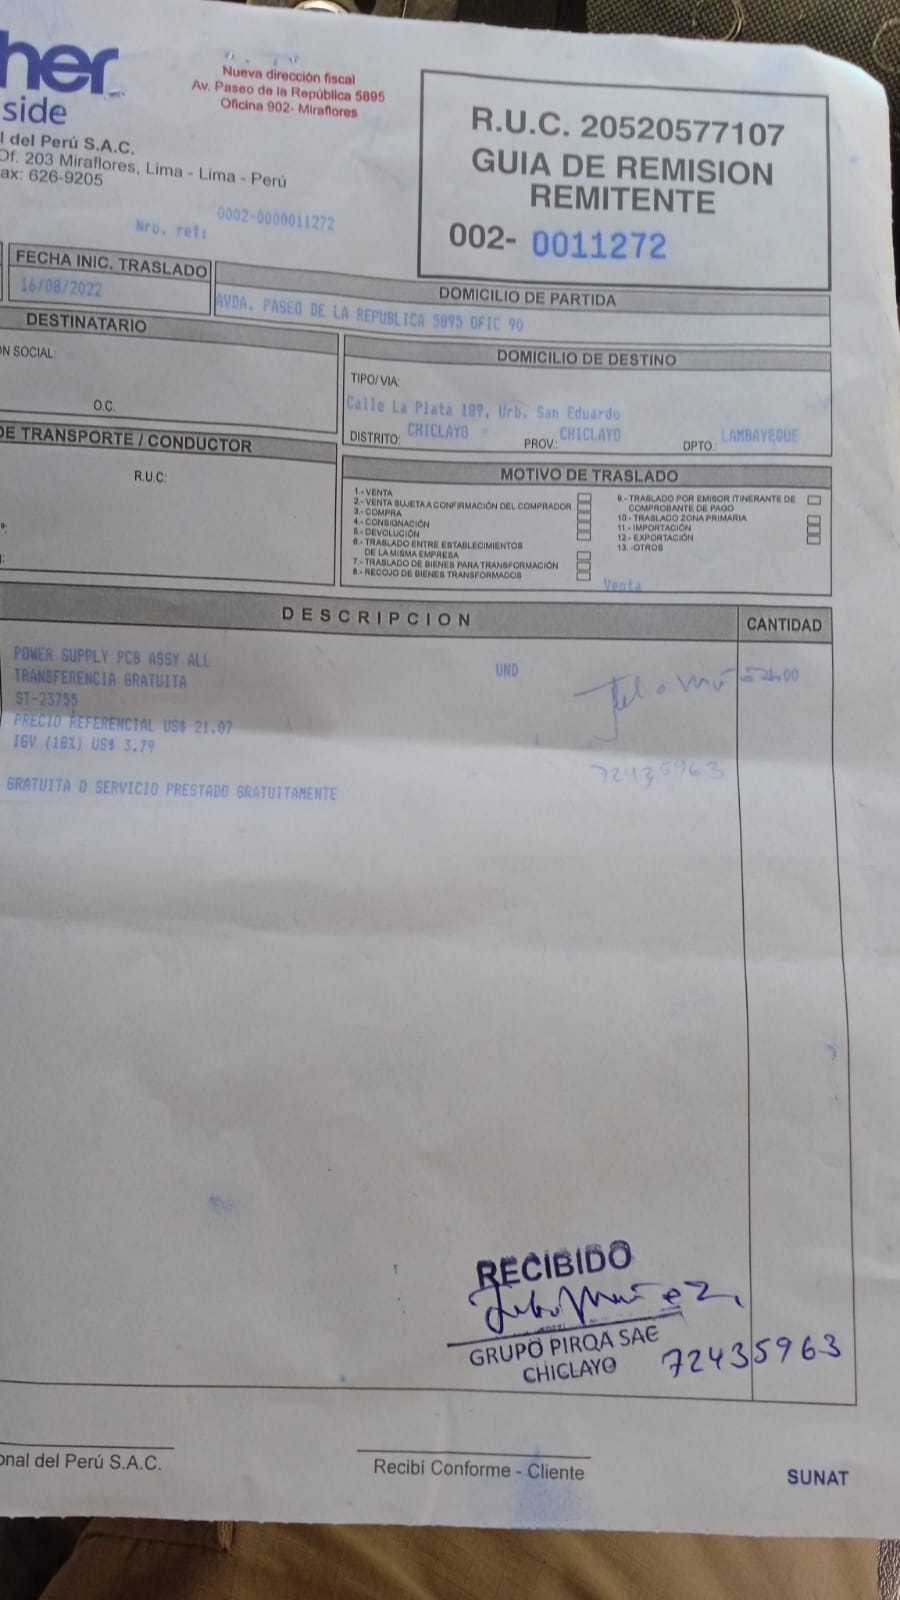 her
side
Nueva dirección fiscal
Av. Paseo de la República 5895
Oficina 902- Miraflores
l del Perú S.A.C.
Of. 203 Miraflores, Lima - Lima - Perú
ax: 626-9205
Nro. ref: 0002-0000011272
R.U.C. 20520577107
GUIA DE REMISION
REMITENTE
002- 0011272
FECHA INIC. TRASLADO
16/08/2022
DOMICILIO DE PARTIDA
AVDA. PASEO DE LA REPUBLICA 5895 OFIC 90
DESTINATARIO
ON SOCIAL:
O.C.
DOMICILIO DE DESTINO
TIPO/VIA:
Calle La Plata 189, Urb. San Eduardo
DISTRITO: CHICLAYO PROV.: CHICLAYO DPTO.: LAMBAYEQUE
DE TRANSPORTE / CONDUCTOR
R.U.C:
MOTIVO DE TRASLADO
1.- VENTA
2.- VENTA SUJETA A CONFIRMACIÓN DEL COMPRADOR
3.- COMPRA
4.- CONSIGNACIÓN
5.- DEVOLUCIÓN
6.- TRASLADO ENTRE ESTABLECIMIENTOS
DE LA MISMA EMPRESA
7.- TRASLADO DE BIENES PARA TRANSFORMACIÓN
8.- RECOJO DE BIENES TRANSFORMADOS
9.- TRASLADO POR EMISOR ITINERANTE DE
COMPROBANTE DE PAGO
10.- TRASLADO ZONA PRIMARIA
11.- IMPORTACIÓN
12.- EXPORTACIÓN
13.-OTROS
Venta
DESCRIPCION CANTIDAD
POWER SUPPLY PCB ASSY ALL UND
TRANSFERENCIA GRATUITA
ST-23755
PRECIO REFERENCIAL US$ 21.07
IGV (18%) US$ 3.79
72435963
GRATUITA O SERVICIO PRESTADO GRATUITAMENTE
RECIBIDO
GRUPO PIRQA SAE
CHICLAYO
72435963
onal del Perú S.A.C.
Recibí Conforme - Cliente
SUNAT